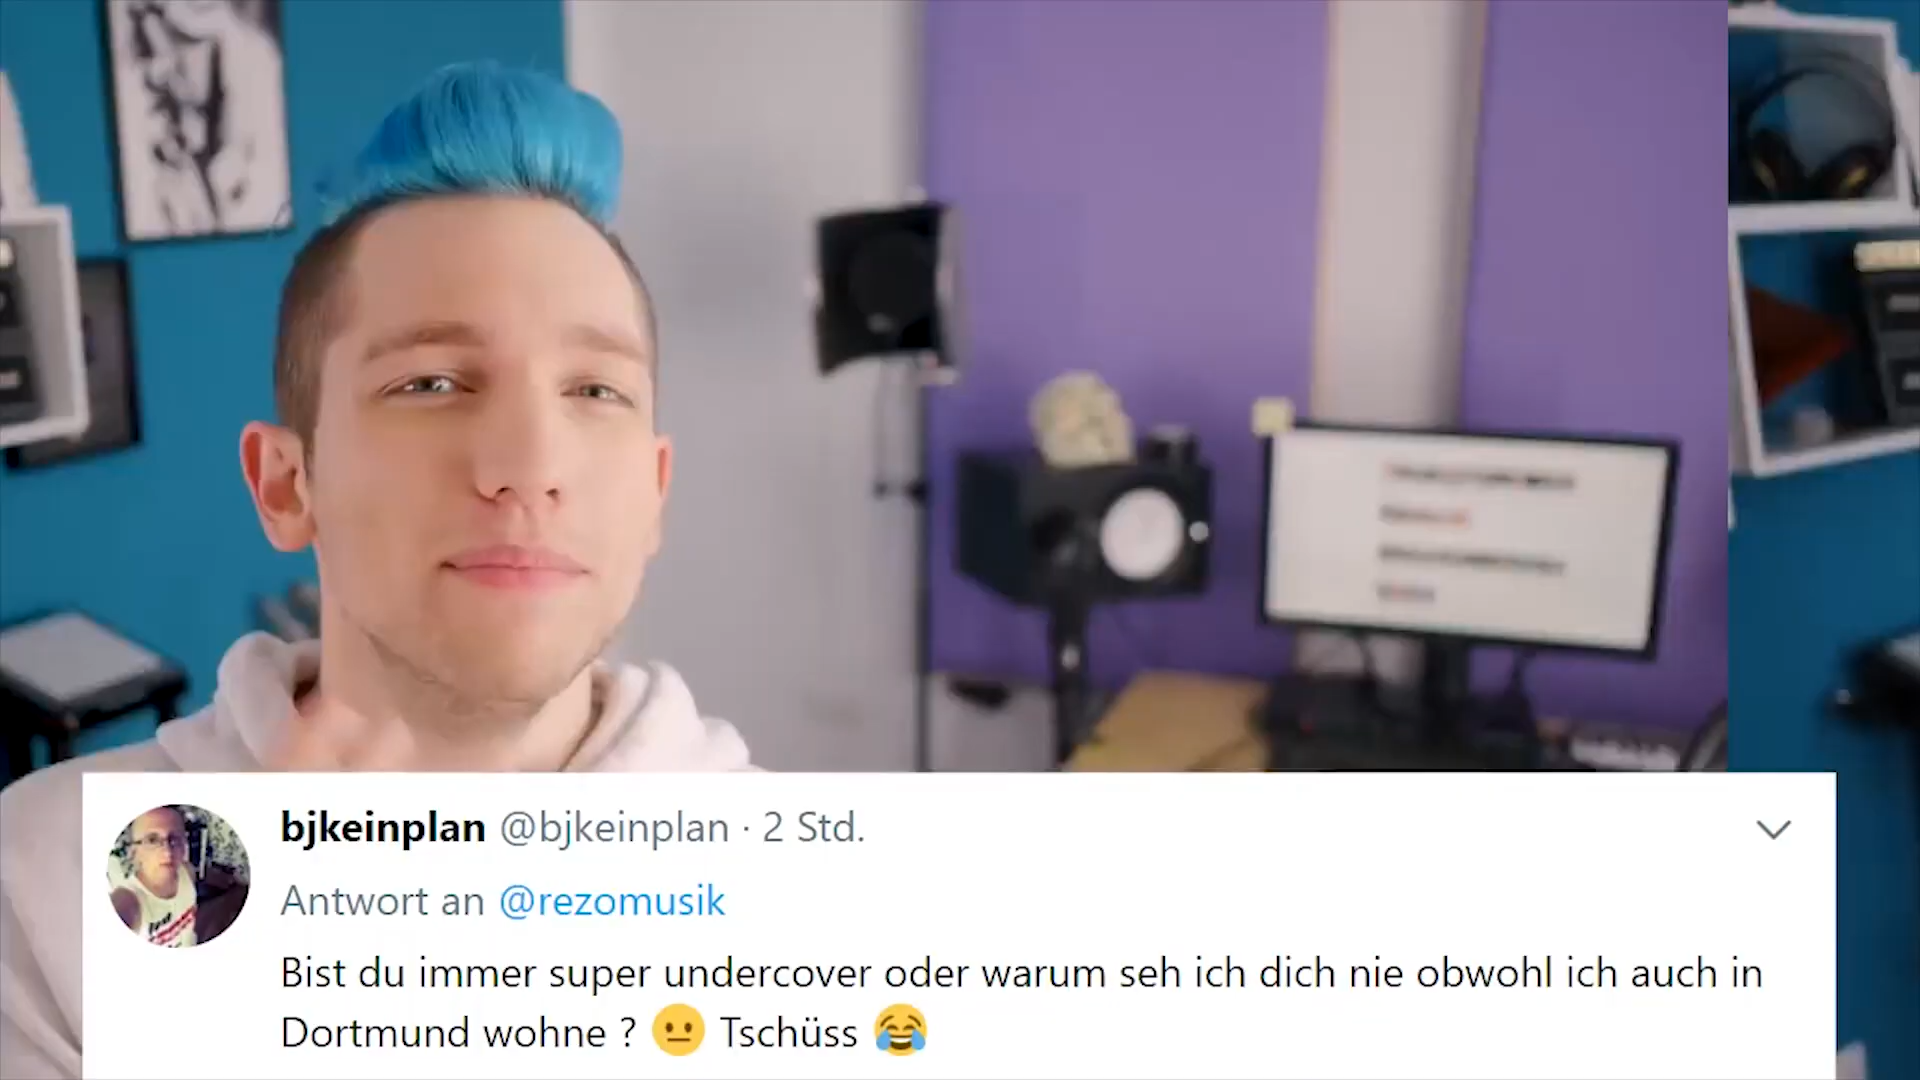 bjkeinplan @bjkeinplan · 2 Std.
Antwort an @rezomusik
Bist du immer super undercover oder warum seh ich dich nie obwohl ich auch in
Dortmund wohne ? 😐 Tschüss 😂